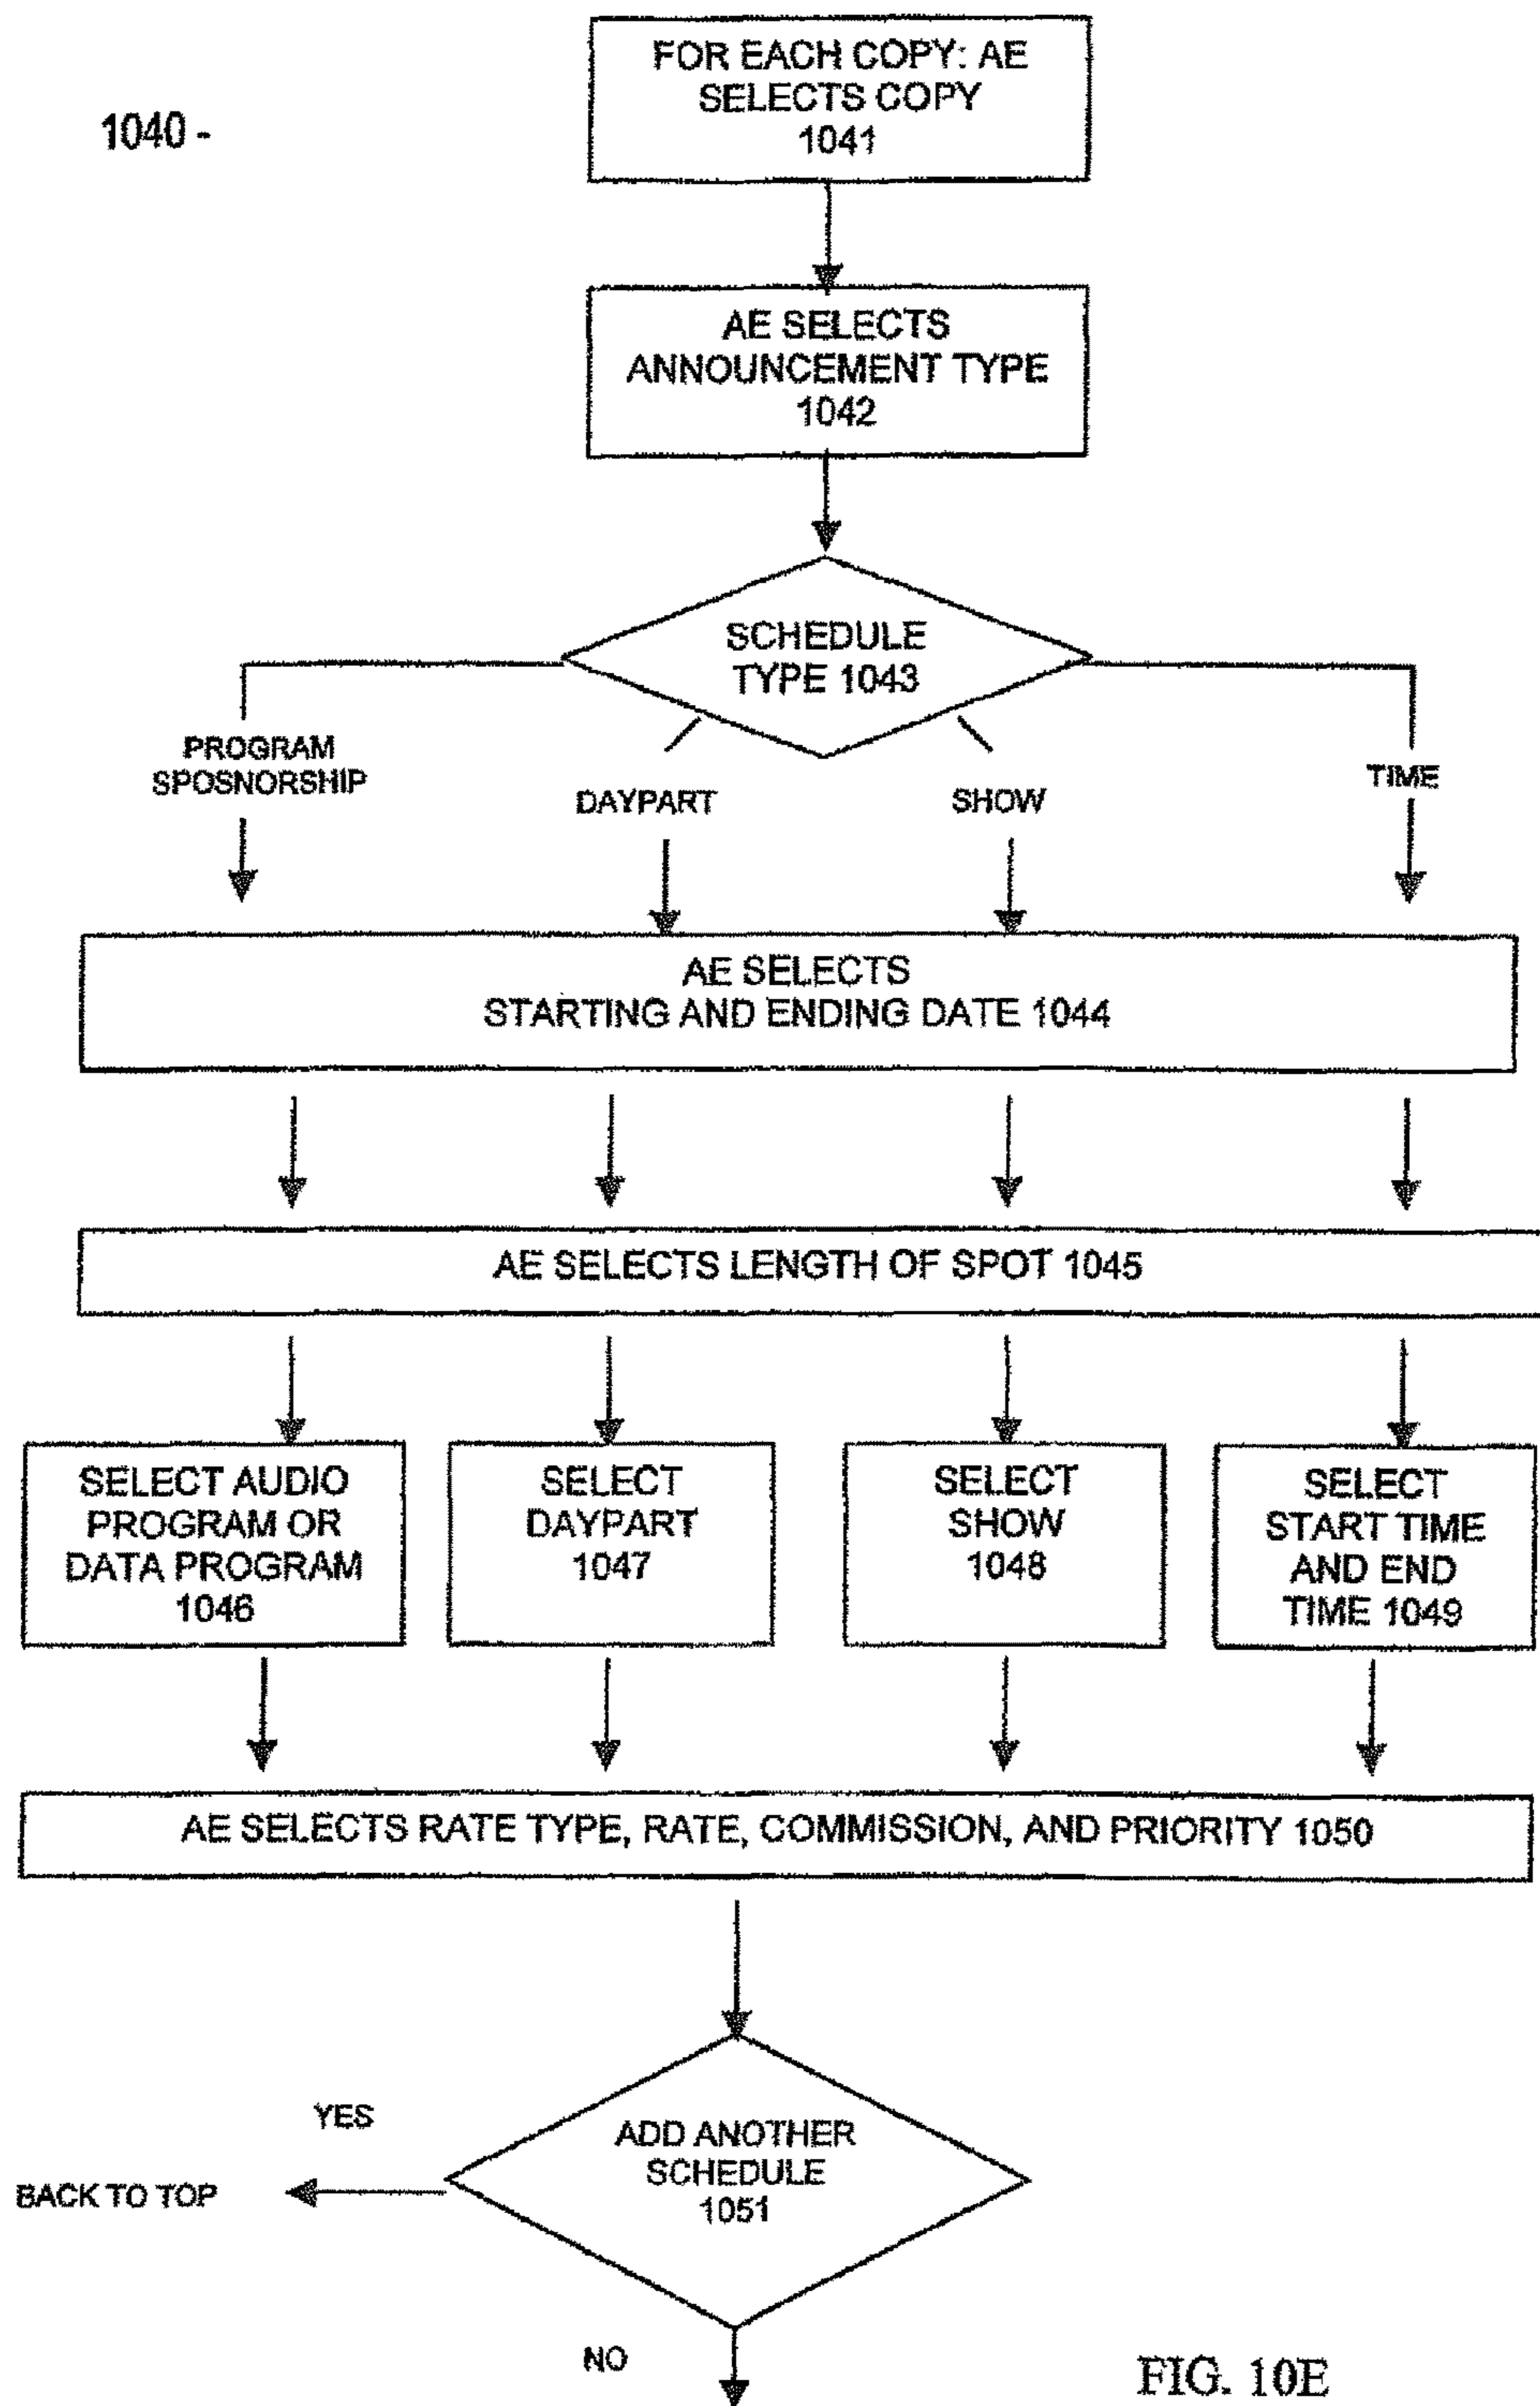 1040 -
FOR EACH COPY: AE
SELECTS COPY
1041
AE SELECTS
ANNOUNCEMENT TYPE
1042
SCHEDULE
TYPE 1043
PROGRAM
SPOSNORSHIP
DAYPART
SHOW
TIME
AE SELECTS
STARTING AND ENDING DATE 1044
AE SELECTS LENGTH OF SPOT 1045
SELECT AUDIO
PROGRAM OR
DATA PROGRAM
1046
SELECT
DAYPART
1047
SELECT
SHOW
1048
SELECT
START TIME
AND END
TIME 1049
AE SELECTS RATE TYPE, RATE, COMMISSION, AND PRIORITY 1050
YES
ADD ANOTHER
SCHEDULE
1051
BACK TO TOP
NO
FIG. 10E